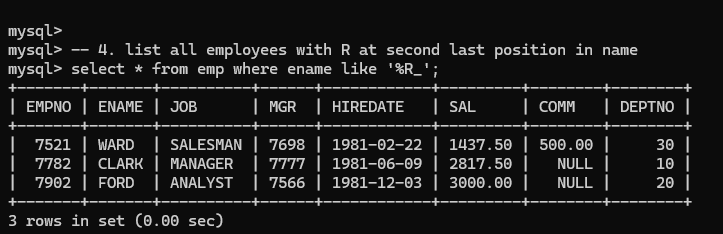 mysql>
mysql> -- 4. list all employees with R at second last position in name
mysql> select * from emp where ename like '%R_';
+-------+-------+----------+------+------------+---------+--------+--------+
| EMPNO | ENAME | JOB      | MGR  | HIREDATE   | SAL     | COMM   | DEPTNO |
+-------+-------+----------+------+------------+---------+--------+--------+
|  7521 | WARD  | SALESMAN | 7698 | 1981-02-22 | 1437.50 | 500.00 |     30 |
|  7782 | CLARK | MANAGER  | 7777 | 1981-06-09 | 2817.50 |   NULL |     10 |
|  7902 | FORD  | ANALYST  | 7566 | 1981-12-03 | 3000.00 |   NULL |     20 |
+-------+-------+----------+------+------------+---------+--------+--------+
3 rows in set (0.00 sec)